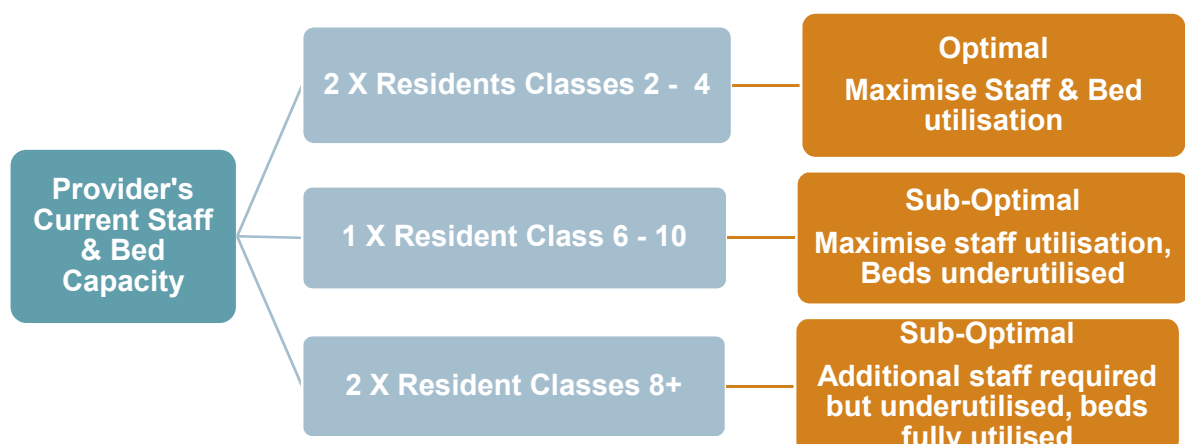 Provider's
Current Staff
& Bed
Capacity
2 X Residents Classes 2 - 4
Optimal
Maximise Staff & Bed
utilisation
1 X Resident Class 6 - 10
Sub-Optimal
Maximise staff utilisation,
Beds underutilised
2 X Resident Classes 8+
Sub-Optimal
Additional staff required
but underutilised, beds
fully utilised